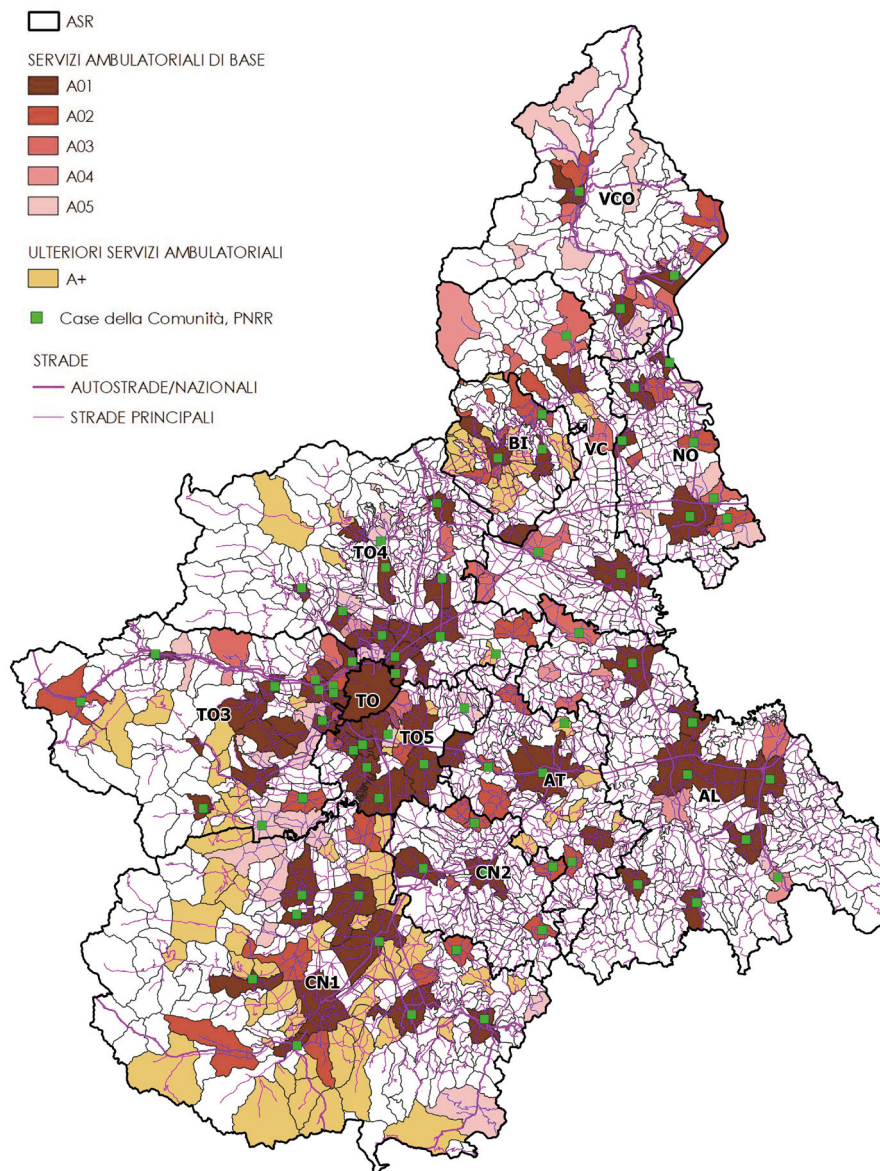 ASR
SERVIZI AMBULATORIALI DI BASE
A01
A02
A03
A04
A05
ULTERIORI SERVIZI AMBULATORIALI
A+
Case della Comunità, PNRR
STRADE
AUTOSTRADE/NAZIONALI
STRADE PRINCIPALI
VCO
BI
VC
NO
TO4
TO
TO3
TO5
AT
AL
CN2
CN1